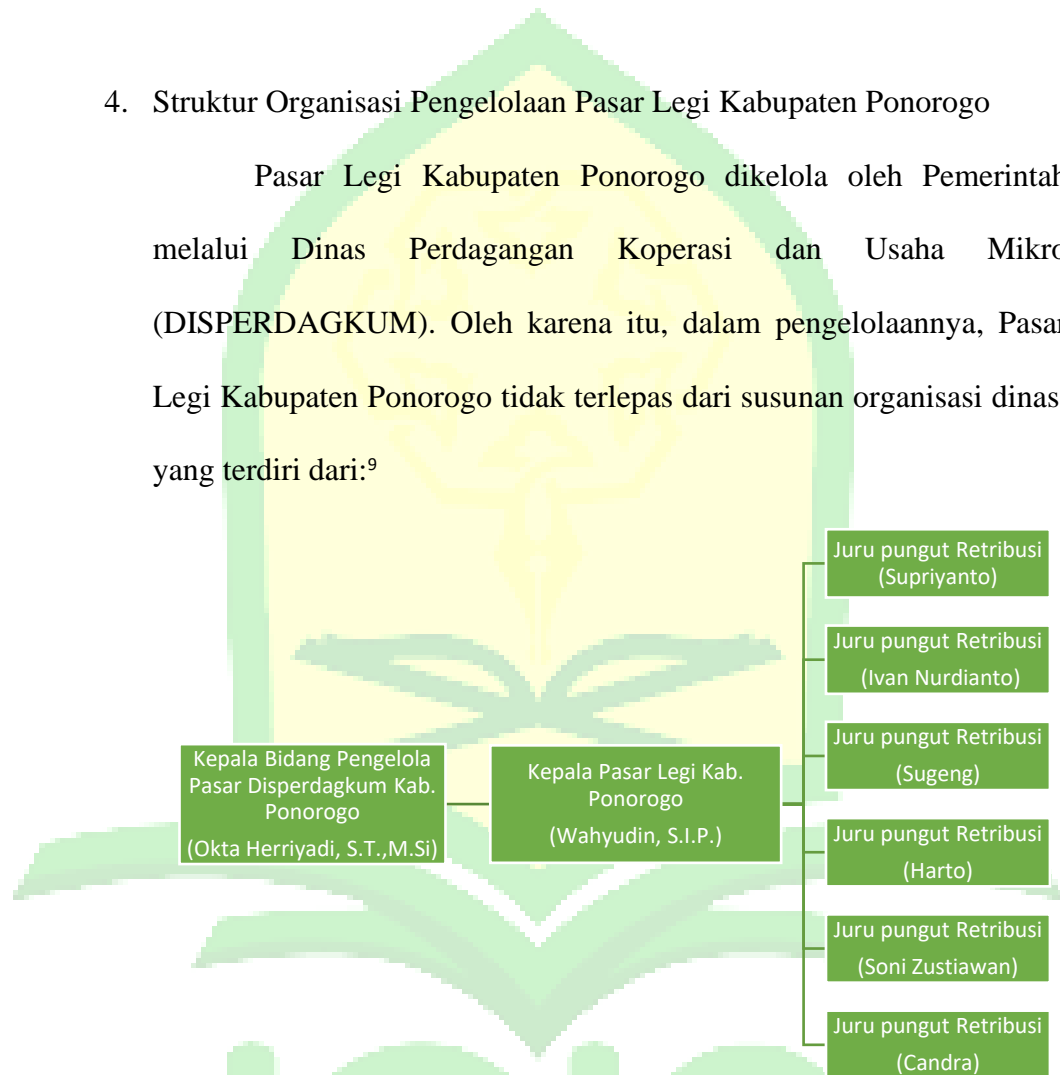 4. Struktur Organisasi Pengelolaan Pasar Legi Kabupaten Ponorogo
Pasar Legi Kabupaten Ponorogo dikelola oleh Pemerintah
melalui Dinas Perdagangan Koperasi dan Usaha Mikro
(DISPERDAGKUM). Oleh karena itu, dalam pengelolaannya, Pasar
Legi Kabupaten Ponorogo tidak terlepas dari susunan organisasi dinas
yang terdiri dari:⁹
Kepala Bidang Pengelola
Pasar Disperdagkum Kab.
Ponorogo
(Okta Herriyadi, S.T.,M.Si)
Kepala Pasar Legi Kab.
Ponorogo
(Wahyudin, S.I.P.)
Juru pungut Retribusi
(Supriyanto)
Juru pungut Retribusi
(Ivan Nurdianto)
Juru pungut Retribusi
(Sugeng)
Juru pungut Retribusi
(Harto)
Juru pungut Retribusi
(Soni Zustiawan)
Juru pungut Retribusi
(Candra)